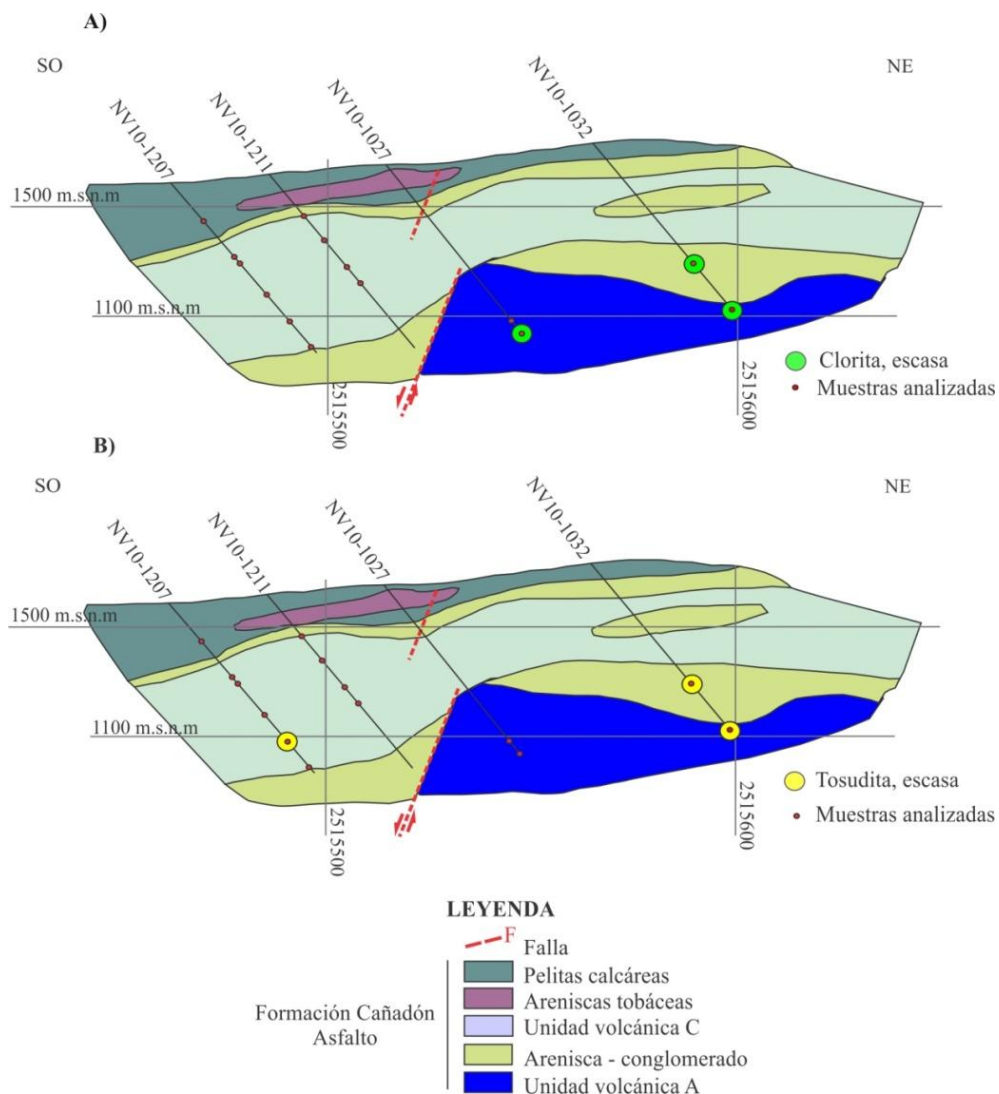 A)
SO
NE
NV10-1207
NV10-1211
NV10-1027
NV10-1032
1500 m.s.n.m
1100 m.s.n.m
2515500
2515600
Clorita, escasa
Muestras analizadas
B)
SO
NE
NV10-1207
NV10-1211
NV10-1027
NV10-1032
1500 m.s.n.m
1100 m.s.n.m
2515500
2515600
Tosudita, escasa
Muestras analizadas
LEYENDA
F
Falla
Pelitas calcáreas
Areniscas tobáceas
Unidad volcánica C
Arenisca - conglomerado
Unidad volcánica A
Formación Cañadón
Asfalto